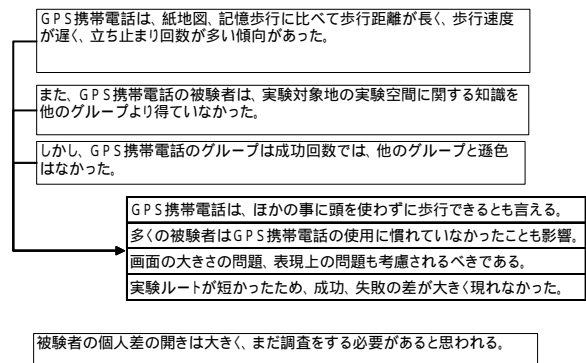 GPS携帯電話は、紙地図、記憶歩行に比べて歩行距離が長く、歩行速度
が遅く、立ち止まり回数が多い傾向があった。
また、GPS携帯電話の被験者は、実験対象地の実験空間に関する知識を
他のグループより得ていなかった。
しかし、GPS携帯電話のグループは成功回数では、他のグループと遜色
はなかった。
GPS携帯電話は、ほかの事に頭を使わずに歩行できるとも言える。
多くの被験者はGPS携帯電話の使用に慣れていなかったことも影響。
画面の大きさの問題、表現上の問題も考慮されるべきである。
実験ルートが短かったため、成功、失敗の差が大きく現れなかった。
被験者の個人差の開きは大きく、まだ調査をする必要があると思われる。